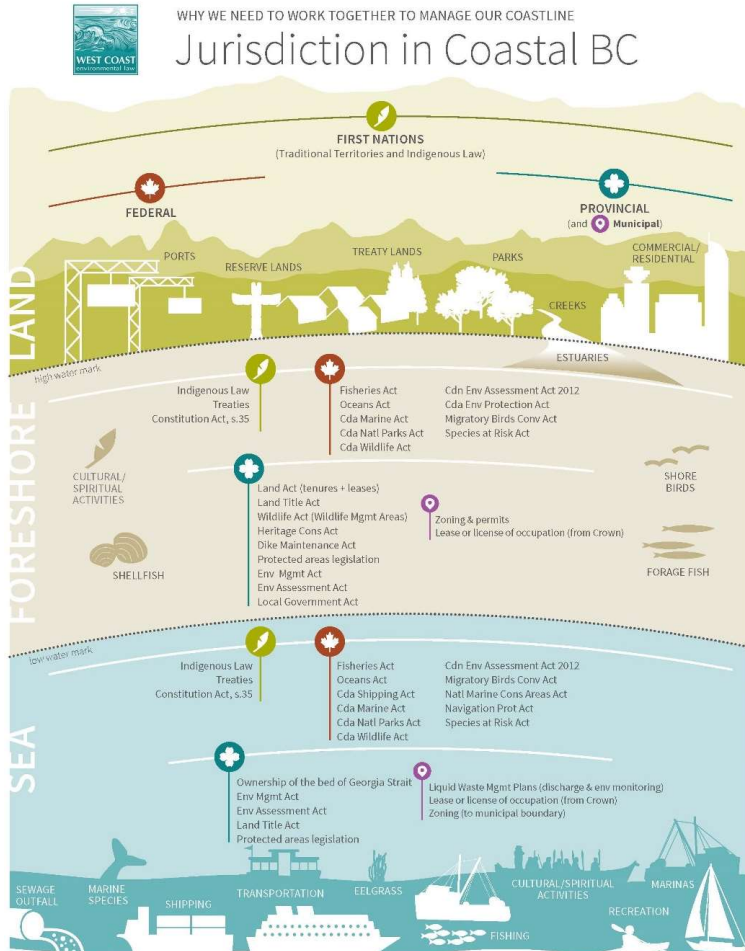 WHY WE NEED TO WORK TOGETHER TO MANAGE OUR COASTLINE
WEST COAST
environmental law
Jurisdiction in Coastal BC
FIRST NATIONS
(Traditional Territories and Indigenous Law)
FEDERAL
PROVINCIAL
(and Municipal)
LAND
PORTS
RESERVE LANDS
TREATY LANDS
PARKS
COMMERCIAL/
RESIDENTIAL
CREEKS
ESTUARIES
high water mark
FORESHORE
Indigenous Law
Treaties
Constitution Act, s.35
Fisheries Act
Oceans Act
Cda Marine Act
Cda Natl Parks Act
Cda Wildlife Act
Cdn Env Assessment Act 2012
Cda Env Protection Act
Migratory Birds Conv Act
Species at Risk Act
CULTURAL/
SPIRITUAL
ACTIVITIES
SHORE
BIRDS
Land Act (tenures + leases)
Land Title Act
Wildlife Act (Wildlife Mgmt Areas)
Heritage Cons Act
Dike Maintenance Act
Protected areas legislation
Env Mgmt Act
Env Assessment Act
Local Government Act
Zoning & permits
Lease or license of occupation (from Crown)
SHELLFISH
FORAGE FISH
low water mark
SEA
Indigenous Law
Treaties
Constitution Act, s.35
Fisheries Act
Oceans Act
Cda Shipping Act
Cda Marine Act
Cda Natl Parks Act
Cda Wildlife Act
Cdn Env Assessment Act 2012
Migratory Birds Conv Act
Natl Marine Cons Areas Act
Navigation Prot Act
Species at Risk Act
Ownership of the bed of Georgia Strait
Env Mgmt Act
Env Assessment Act
Land Title Act
Protected areas legislation
Liquid Waste Mgmt Plans (discharge & env monitoring)
Lease or license of occupation (from Crown)
Zoning (to municipal boundary)
SEWAGE
OUTFALL
MARINE
SPECIES
SHIPPING
TRANSPORTATION
EELGRASS
FISHING
CULTURAL/SPIRITUAL
ACTIVITIES
MARINAS
RECREATION